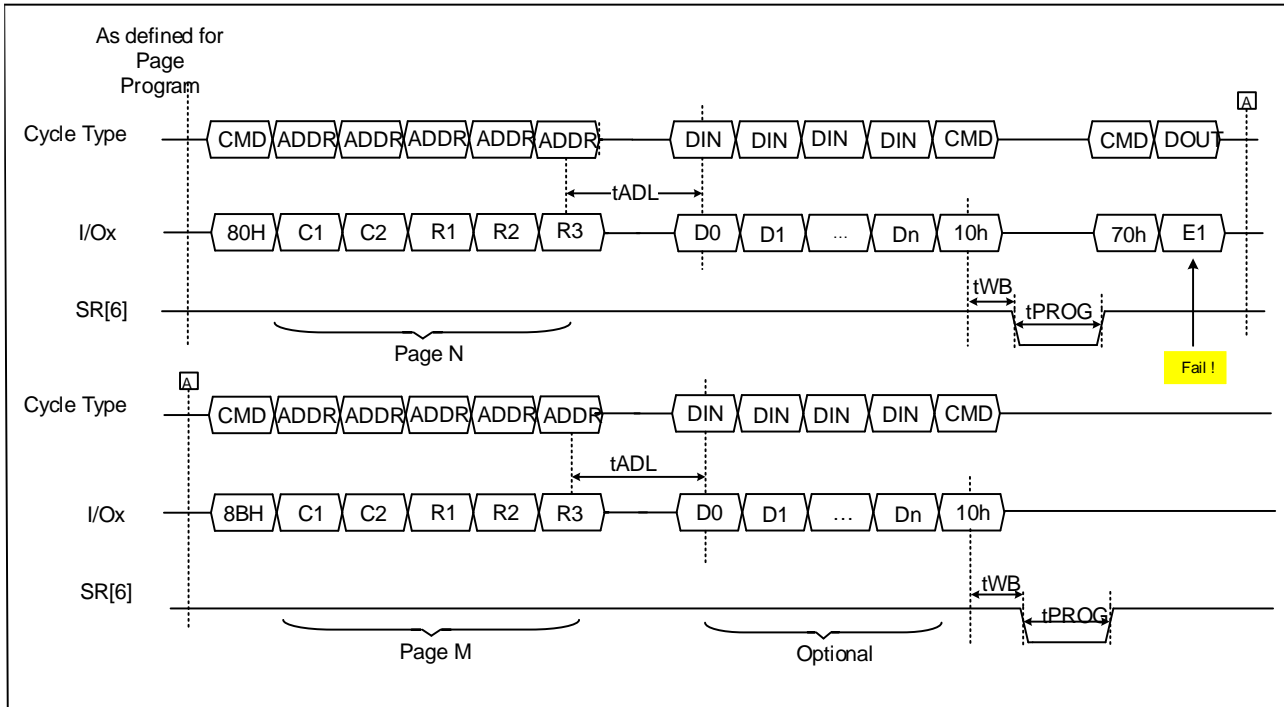 As defined for
Page
Program
A
Cycle Type CMD ADDR ADDR ADDR ADDR ADDR DIN DIN DIN DIN CMD CMD DOUT
tADL
I/Ox 80H C1 C2 R1 R2 R3 D0 D1 ... Dn 10h 70h E1
SR[6] tWB tPROG
Page N
Fail !
A
Cycle Type CMD ADDR ADDR ADDR ADDR ADDR DIN DIN DIN DIN CMD
tADL
I/Ox 8BH C1 C2 R1 R2 R3 D0 D1 ... Dn 10h
SR[6] tWB tPROG
Page M Optional